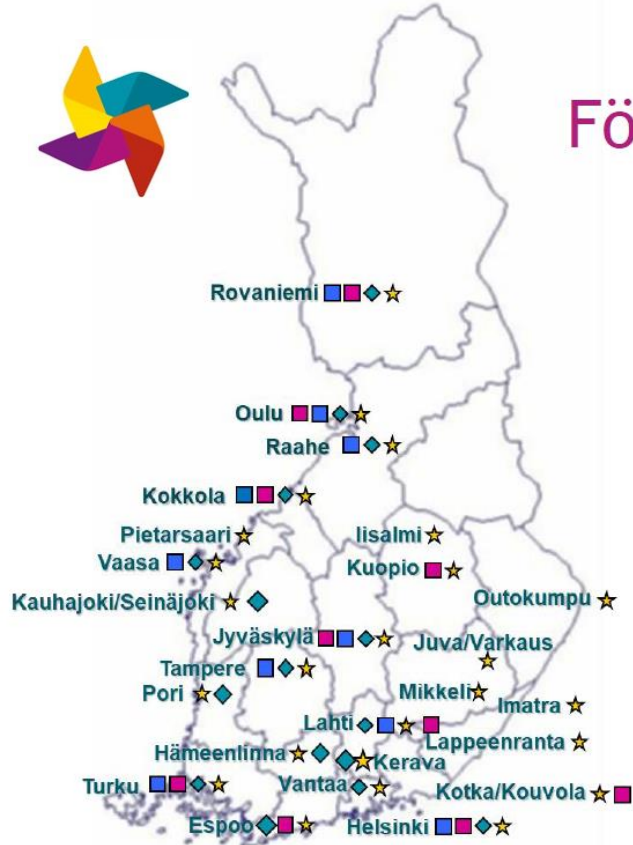 Fö
Rovaniemi
Oulu
Raahe
Kokkola
Pietarsaari
Iisalmi
Vaasa
Kuopio
Kauhajoki/Seinäjoki
Outokumpu
Jyväskylä
Juva/Varkaus
Tampere
Pori
Mikkeli
Imatra
Lahti
Lappeenranta
Hämeenlinna
Kerava
Turku
Vantaa
Kotka/Kouvola
Espoo
Helsinki